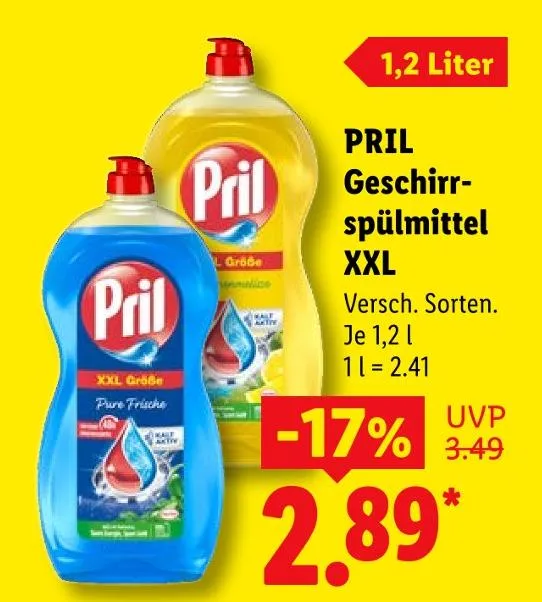 1,2 Liter
PRIL
Geschirr-
spülmittel
XXL
Versch. Sorten.
Je 1,2 l
1 l = 2.41
-17%
UVP
3.49
2.89*
Pril
L Größe
KALT
AKTIV
Pril
XXL Größe
Pure Frische
KALT
AKTIV